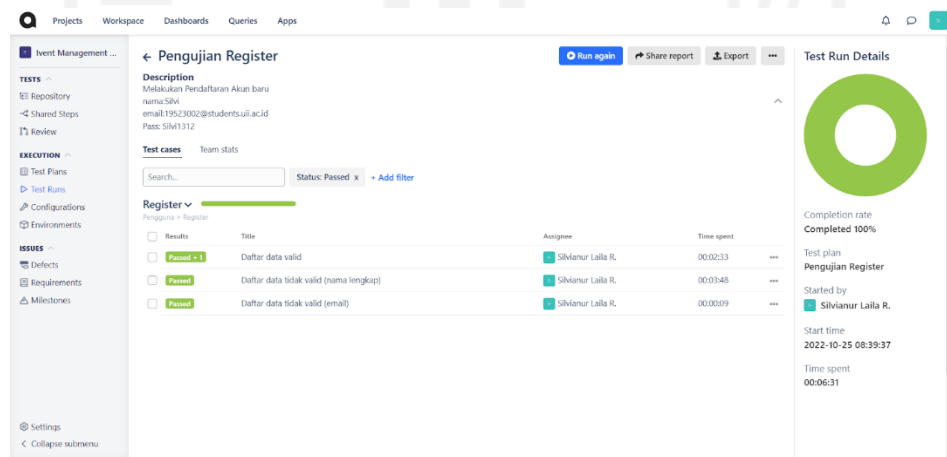 Projects Workspace Dashboards Queries Apps
Ivent Management ...
TESTS
Repository
Shared Steps
Review
EXECUTION
Test Plans
Test Runs
Configurations
Environments
ISSUES
Defects
Requirements
Milestones
Settings
Collapse submenu
← Pengujian Register
Run again Share report Export ...
Description
Melakukan Pendaftaran Akun baru
nama:Silvi
email:19523002@students.uii.ac.id
Pass: Silvi1312
Test cases Team stats
Search... Status: Passed x + Add filter
Register
Pengguna > Register
Results Title Assignee Time spent
Passed + 1 Daftar data valid Silvianur Laila R. 00:02:33 ...
Passed Daftar data tidak valid (nama lengkap) Silvianur Laila R. 00:03:48 ...
Passed Daftar data tidak valid (email) Silvianur Laila R. 00:00:09 ...
Test Run Details
Completion rate
Completed 100%
Test plan
Pengujian Register
Started by
Silvianur Laila R.
Start time
2022-10-25 08:39:37
Time spent
00:06:31